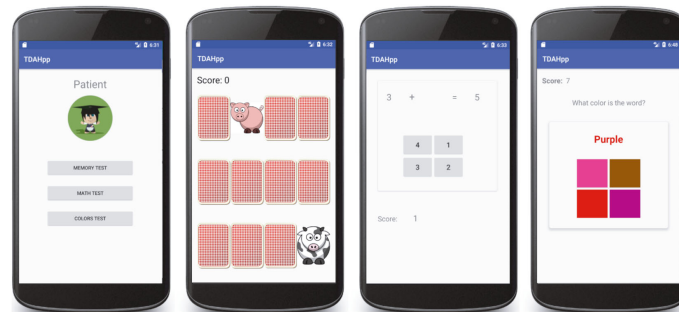 6:31
TDAHpp
Patient
MEMORY TEST
MATH TEST
COLORS TEST
6:32
TDAHpp
Score: 0
6:33
TDAHpp
3 + = 5
4 1
3 2
Score: 1
6:48
TDAHpp
Score: 7
What color is the word?
Purple